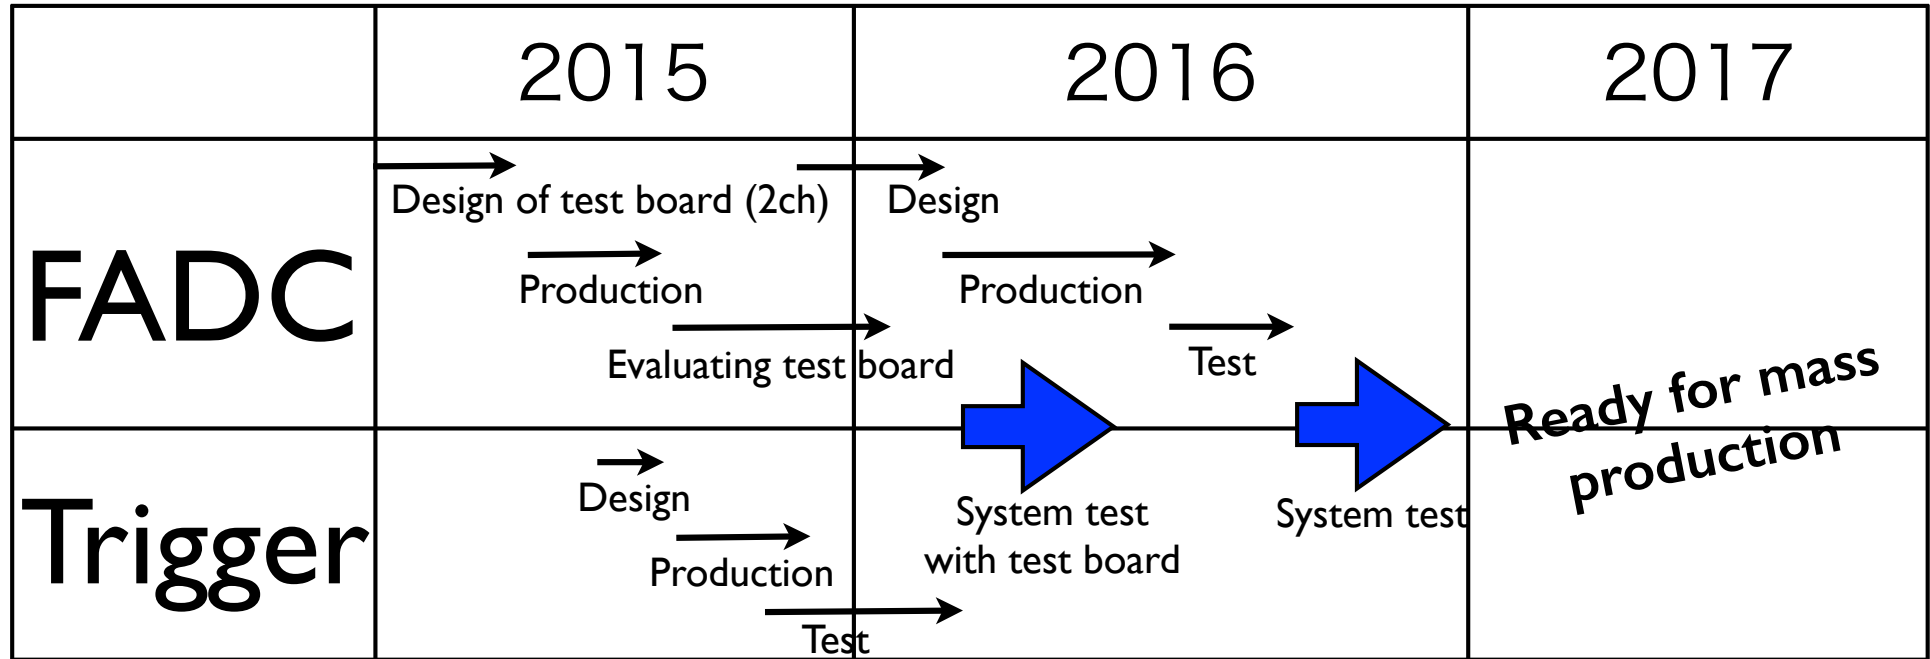 2015
2016
2017
FADC
Design of test board (2ch)
Design
Production
Production
Evaluating test board
Test
Ready for mass
production
Trigger
Design
Production
Test
System test
with test board
System test